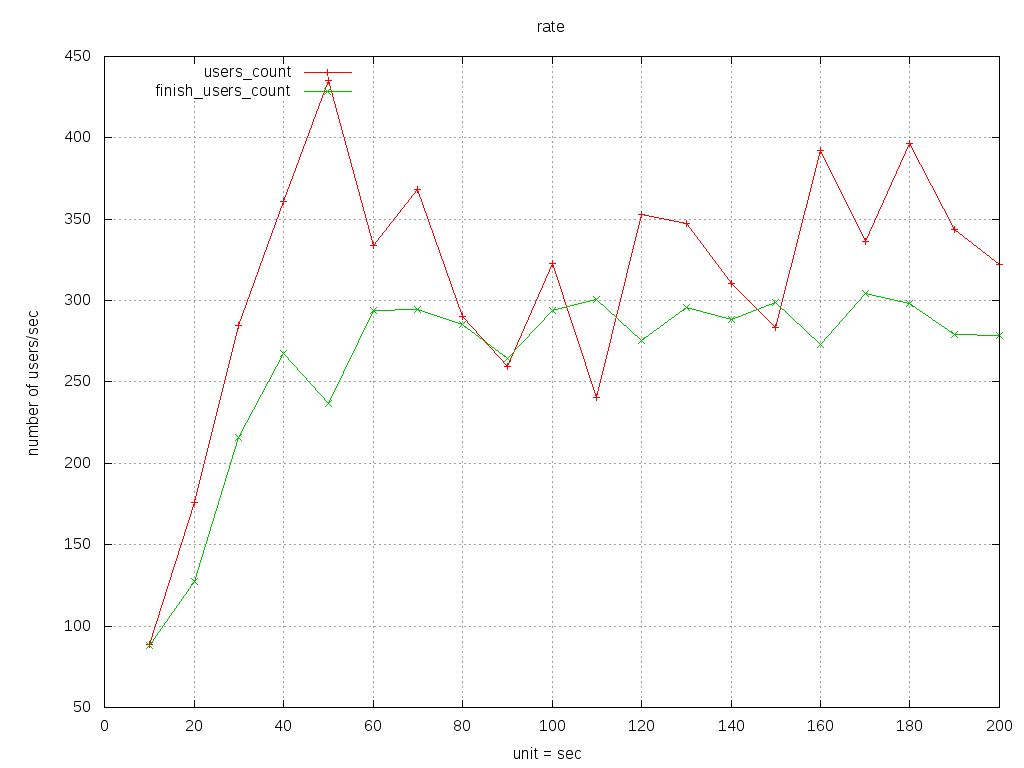 rate
450
400
350
300
250
200
150
100
50
users_count
finish_users_count
number of users/sec
0 20 40 60 80 100 120 140 160 180 200
unit = sec